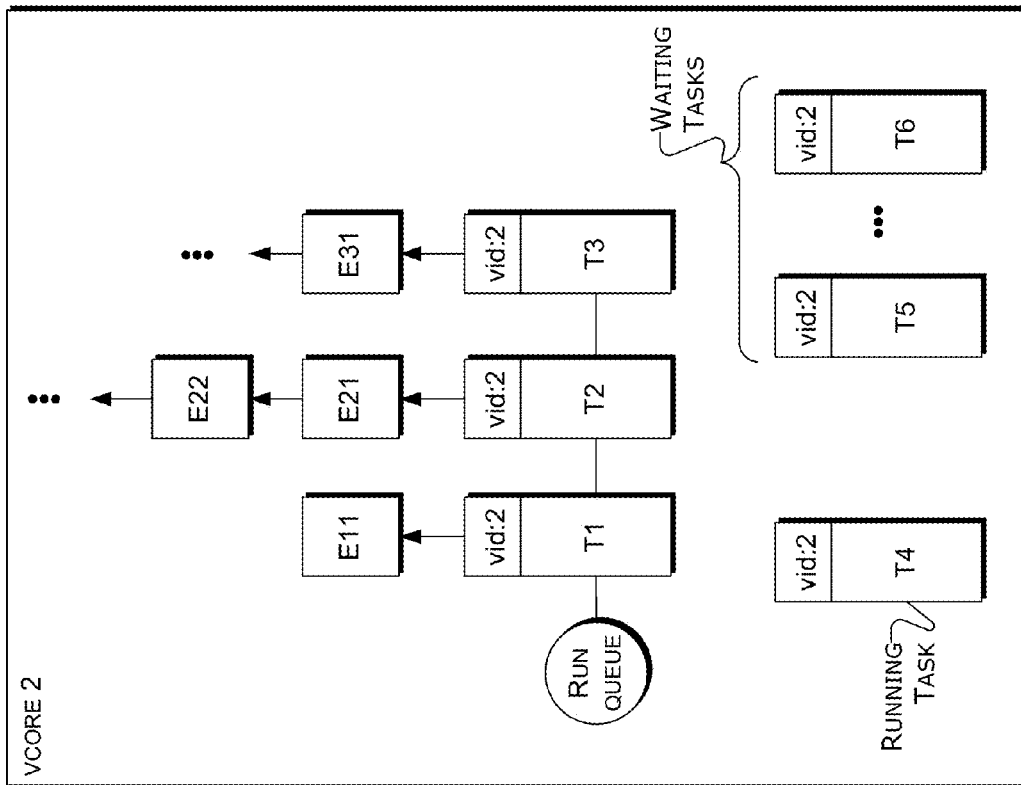 VCORE 2
•••
E22
•••
E11
E21
E31
vid:2
vid:2
vid:2
RUN
QUEUE
T1
T2
T3
WAITING
TASKS
vid:2
vid:2
vid:2
T4
T5
•••
T6
RUNNING
TASK